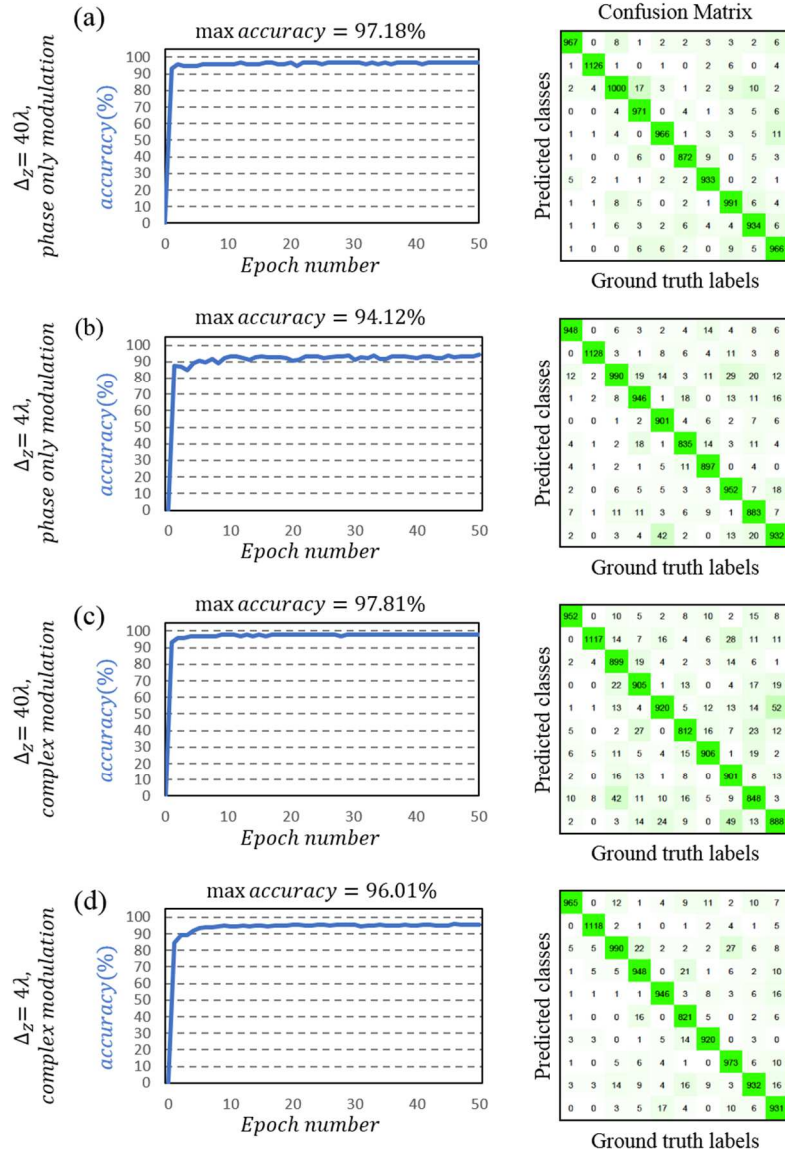 (a)
max accuracy = 97.18%
Confusion Matrix
Δz = 40λ,
phase only modulation
accuracy(%)
100
90
80
70
60
50
40
30
20
10
0
0 10 20 30 40 50
Epoch number
Predicted classes
967 0 8 1 2 2 3 3 2 6
1 1126 1 0 1 0 2 6 0 4
2 4 1000 17 3 1 2 9 10 2
0 0 4 971 0 4 1 3 5 6
1 1 4 0 966 1 3 3 5 11
1 0 0 6 0 872 9 0 5 3
5 2 1 1 2 2 933 0 2 1
1 1 8 5 0 2 1 991 6 4
1 1 6 3 2 6 4 4 934 6
1 0 0 6 6 2 0 9 5 966
Ground truth labels
(b)
max accuracy = 94.12%
Δz = 4λ,
phase only modulation
accuracy(%)
100
90
80
70
60
50
40
30
20
10
0
0 10 20 30 40 50
Epoch number
Predicted classes
948 0 6 3 2 4 14 4 8 6
0 1128 3 1 8 6 4 11 3 8
12 2 990 19 14 3 11 29 20 12
1 2 8 946 1 18 0 13 11 16
0 0 1 2 901 4 6 2 7 6
4 1 2 18 1 835 14 3 11 4
4 1 2 1 5 11 897 0 4 0
2 0 6 5 5 3 3 952 7 18
7 1 11 11 3 6 9 1 883 7
2 0 3 4 42 2 0 13 20 932
Ground truth labels
(c)
max accuracy = 97.81%
Δz = 40λ,
complex modulation
accuracy(%)
100
90
80
70
60
50
40
30
20
10
0
0 10 20 30 40 50
Epoch number
Predicted classes
952 0 10 5 2 8 10 2 15 8
0 1117 14 7 16 4 6 28 11 11
2 4 899 19 4 2 3 14 6 1
0 0 22 905 1 13 0 4 17 19
1 1 13 4 920 5 12 13 14 52
5 0 2 27 0 812 16 7 23 12
6 5 11 5 4 15 906 1 19 2
2 0 16 13 1 8 0 901 8 13
10 8 42 11 10 16 5 9 848 3
2 0 3 14 24 9 0 49 13 888
Ground truth labels
(d)
max accuracy = 96.01%
Δz = 4λ,
complex modulation
accuracy(%)
100
90
80
70
60
50
40
30
20
10
0
0 10 20 30 40 50
Epoch number
Predicted classes
965 0 12 1 4 9 11 2 10 7
0 1118 2 1 0 1 2 4 1 5
5 5 990 22 2 2 2 27 6 8
1 5 5 948 0 21 1 6 2 10
1 1 1 1 946 3 8 3 6 16
1 0 0 16 0 821 5 0 2 6
3 3 0 1 5 14 920 0 3 0
1 0 5 6 4 1 0 973 6 10
3 3 14 9 4 16 9 3 932 16
0 0 3 5 17 4 0 10 6 931
Ground truth labels